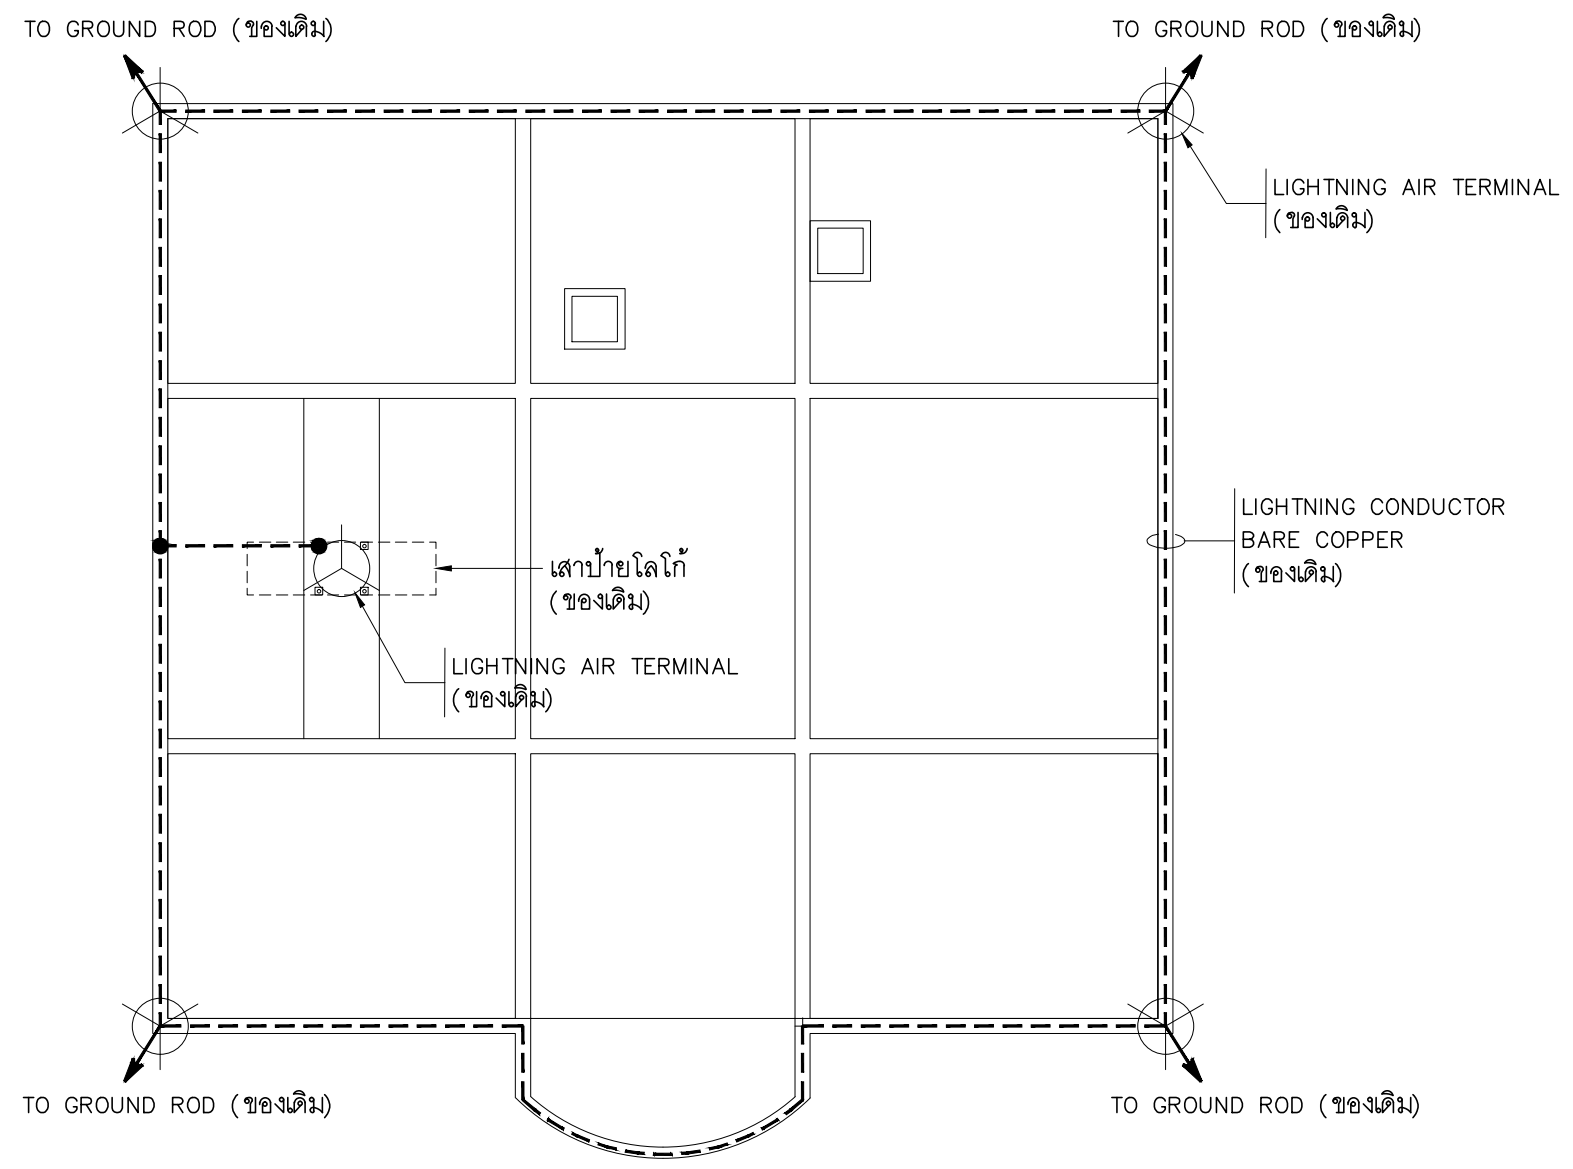 TO GROUND ROD (ของเดิม)
TO GROUND ROD (ของเดิม)
LIGHTNING AIR TERMINAL
(ของเดิม)
LIGHTNING CONDUCTOR
BARE COPPER
(ของเดิม)
เสาป้ายโลโก้
(ของเดิม)
LIGHTNING AIR TERMINAL
(ของเดิม)
TO GROUND ROD (ของเดิม)
TO GROUND ROD (ของเดิม)